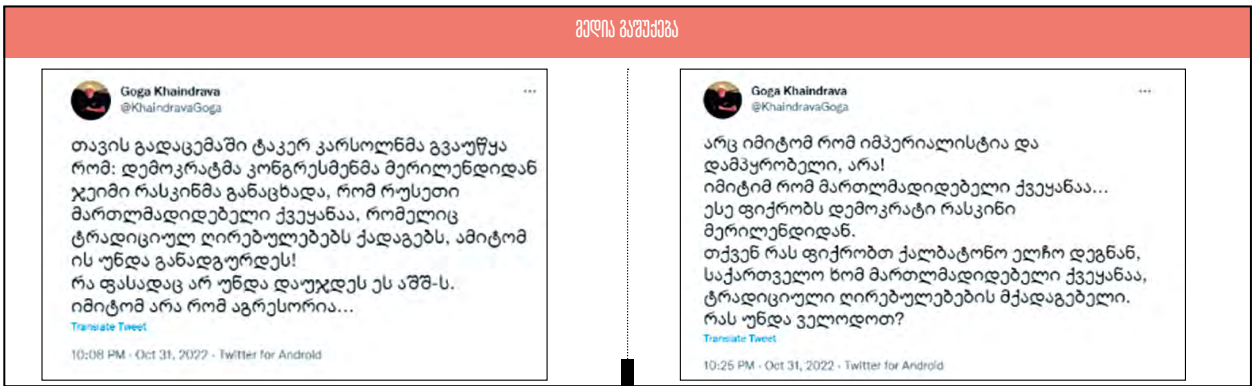 მედია გაშუქება
Goga Khaindrava
@KhaindravaGoga
თავის გადაცემაში ტაკერ კარსოლნმა გვაუწყა
რომ: დემოკრატმა კონგრესმენმა მერილენდიდან
ჯეიმი რასკინმა განაცხადა, რომ რუსეთი
მართლმადიდებელი ქვეყანაა, რომელიც
ტრადიციულ ღირებულებებს ქადაგებს, ამიტომ
ის უნდა განადგურდეს!
რა ფასადაც არ უნდა დაუჯდეს ეს აშშ-ს.
იმიტომ არა რომ აგრესორია...
Translate Tweet
10:08 PM · Oct 31, 2022 · Twitter for Android
Goga Khaindrava
@KhaindravaGoga
არც იმიტომ რომ იმპერიალისტია და
დამპყრობელი, არა!
იმიტიმ რომ მართლმადიდებელი ქვეყანაა...
ესე ფიქრობს დემოკრატი რასკინი
მერილენდიდან.
თქვენ რას ფიქრობთ ქალბატონო ელჩო დეგნან,
საქართველო ხომ მართლმადიდებელი ქვეყანაა,
ტრადიციული ღირებულებების მქადაგებელი.
რას უნდა ველოდოთ?
Translate Tweet
10:25 PM · Oct 31, 2022 · Twitter for Android